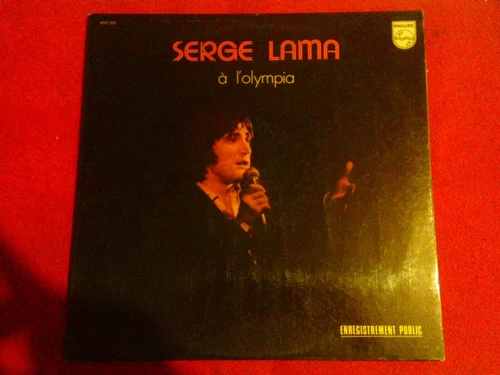 PHILIPS
SERGE LAMA
à l'olympia
ENREGISTREMENT PUBLIC